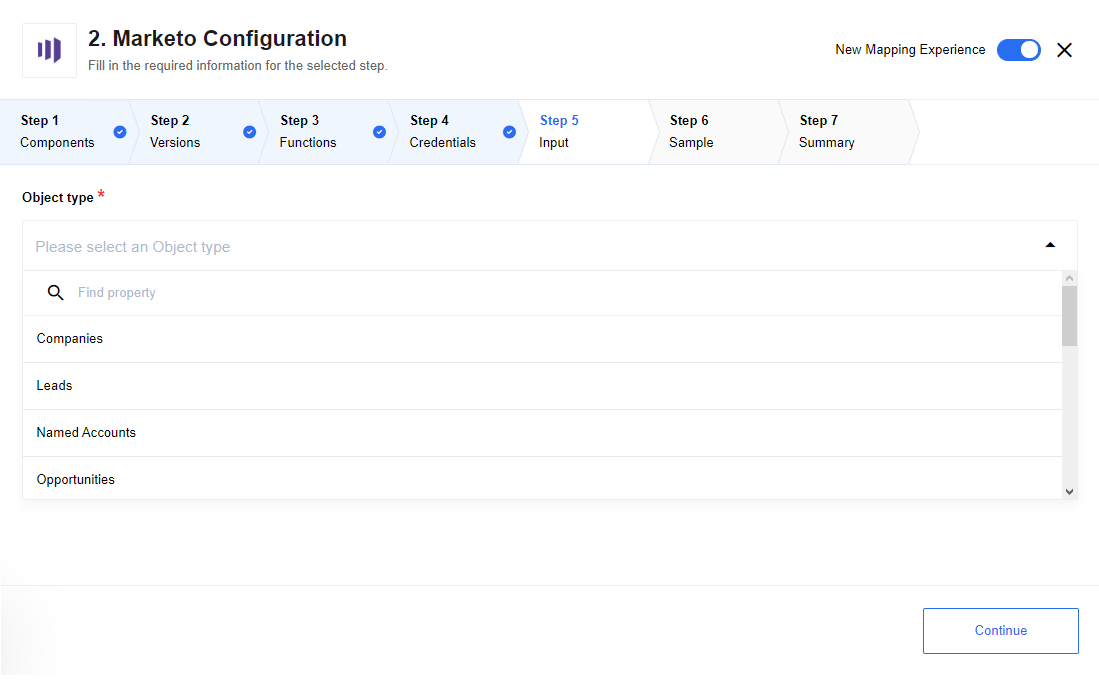 2. Marketo Configuration
Fill in the required information for the selected step.
New Mapping Experience
Step 1
Components
Step 2
Versions
Step 3
Functions
Step 4
Credentials
Step 5
Input
Step 6
Sample
Step 7
Summary
Object type *
Please select an Object type
Find property
Companies
Leads
Named Accounts
Opportunities
Continue